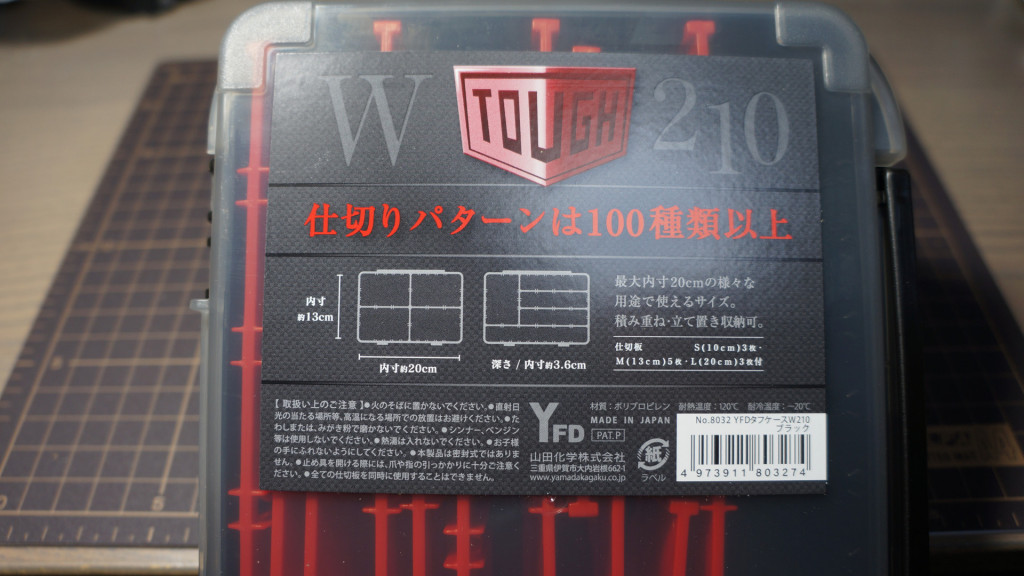 W TOUGH 210
仕切りパターンは100種類以上
内寸
約13cm
内寸約20cm
深さ / 内寸約3.6cm
最大内寸20cmの様々な
用途で使えるサイズ。
積み重ね・立て置き収納可。
仕切板 S(10cm)3枚・
M(13cm)5枚・L(20cm)3枚付
【 取扱い上のご注意 】●火のそばに置かないでください。●直射日
光の当たる場所等、高温になる場所での放置はお避けください。●た
わしまたは、みがき粉で磨かないでください。●シンナー、ベンジン
等は使用しないでください。●熱湯は入れないでください。●お子様
の手にふれないようにしてください。●本製品は密封式ではありま
せん。●止め具を開ける際には、爪や指の引っかかりに十分ご注意く
ださい。●全ての仕切板を同時に使用することはできません。
YFD
材質：ポリプロピレン 耐熱温度：120℃ 耐冷温度：-20℃
MADE IN JAPAN
PAT.P
山田化学株式会社
三重県伊賀市大内岩根662-1
www.yamadakagaku.co.jp
紙
ラベル
No.8032 YFDタフケースW210
ブラック
4 973911 803274